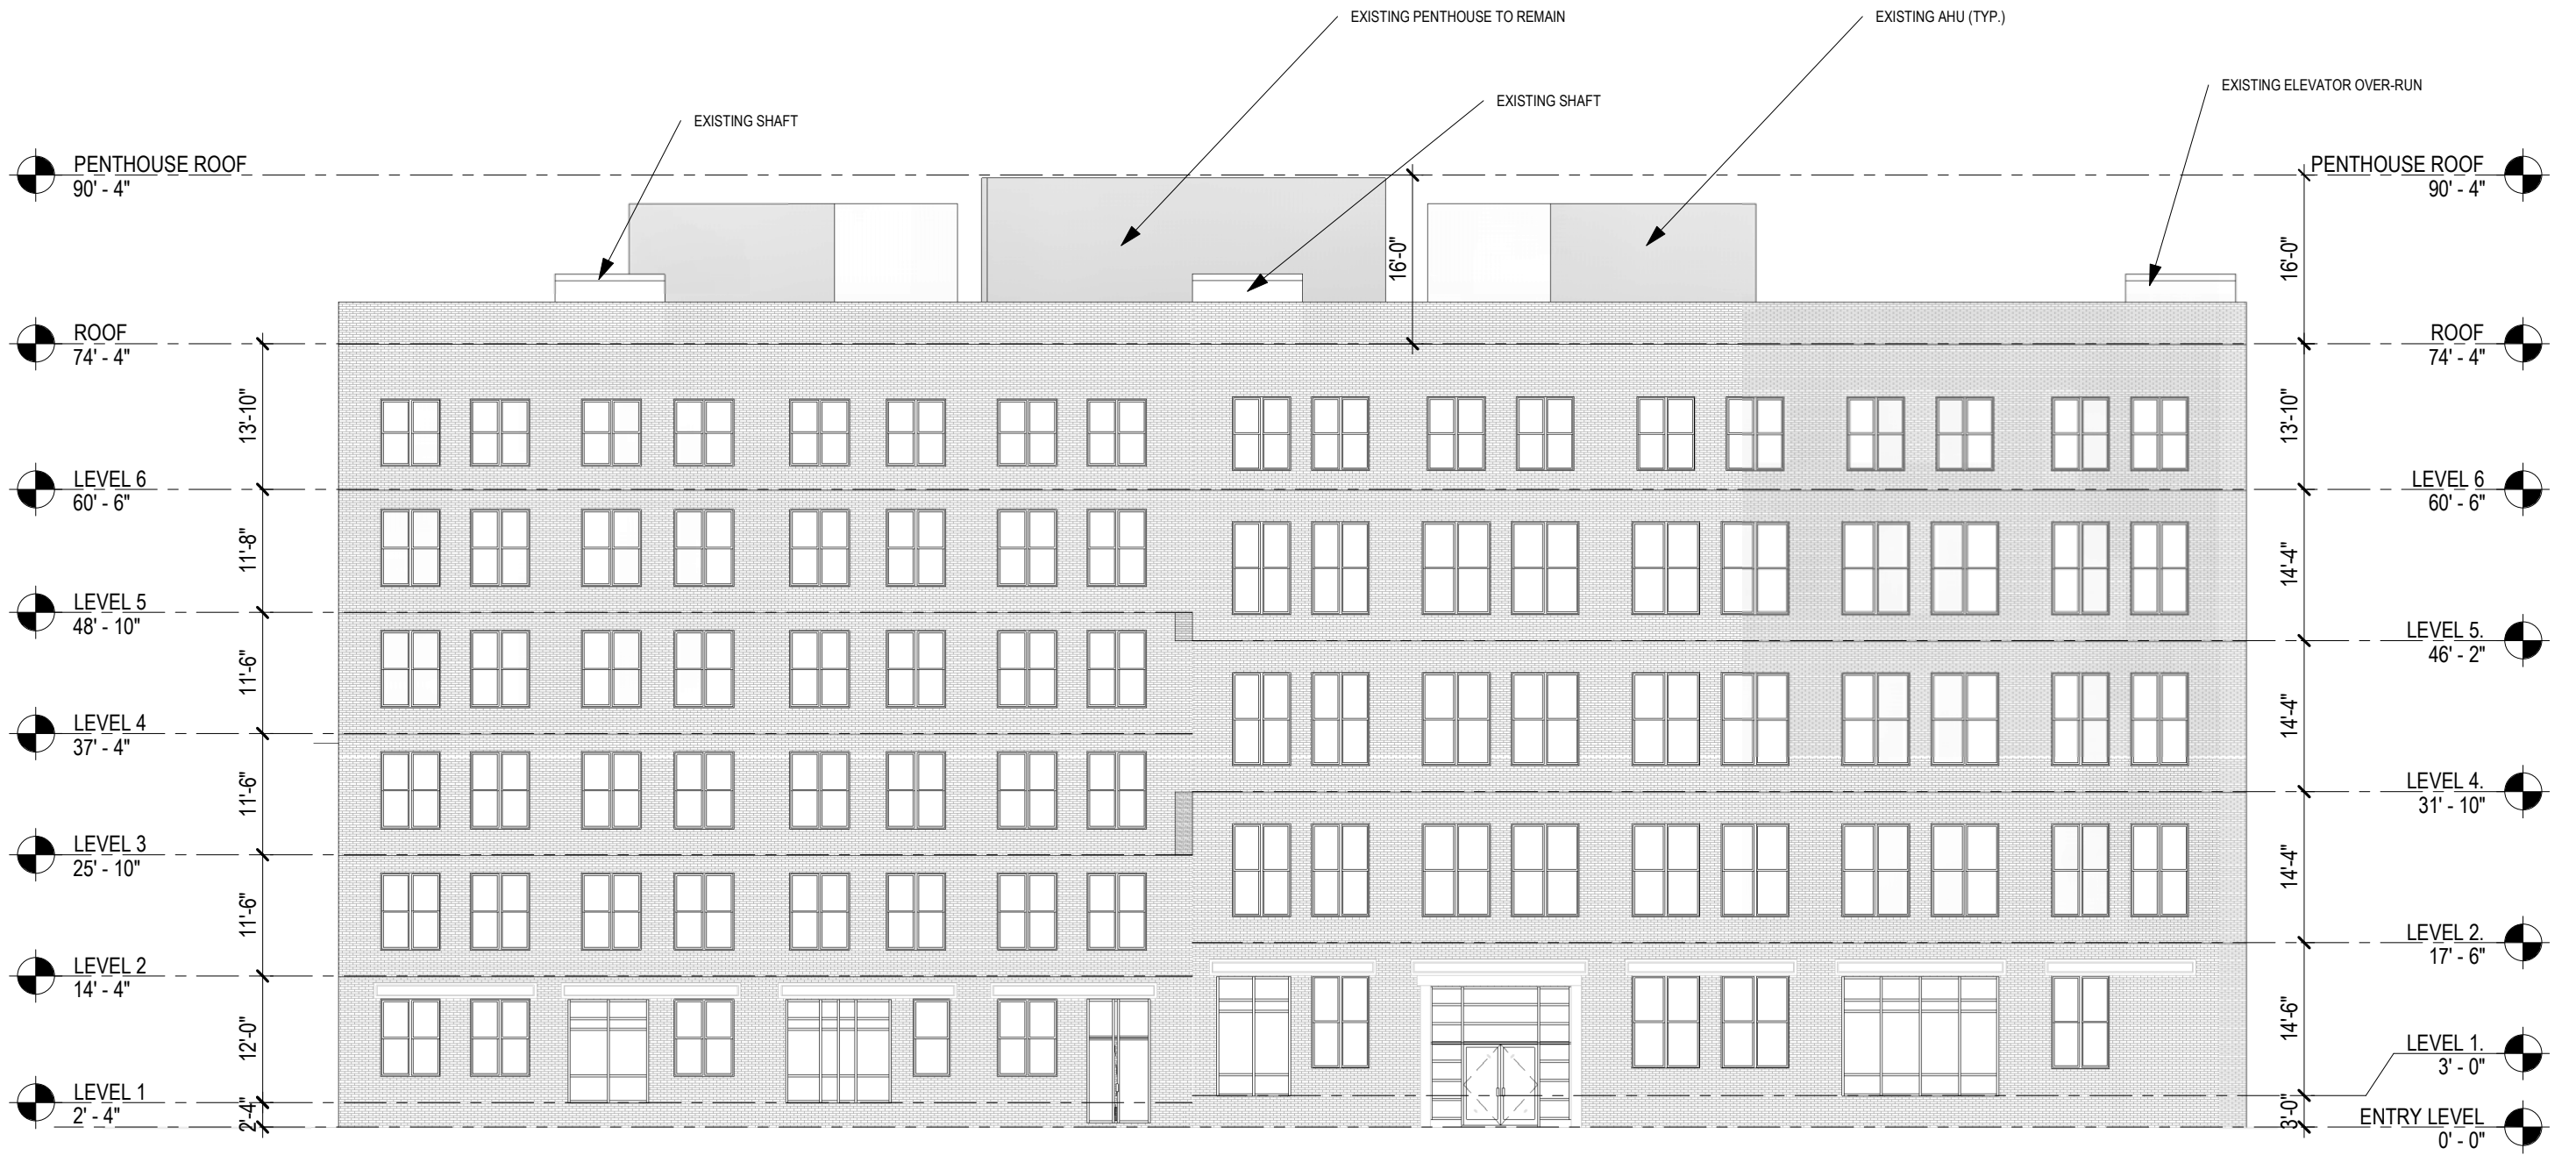 EXISTING PENTHOUSE TO REMAIN
EXISTING AHU (TYP.)
EXISTING ELEVATOR OVER-RUN
EXISTING SHAFT
EXISTING SHAFT
PENTHOUSE ROOF
90' - 4"
ROOF
74' - 4"
LEVEL 6
60' - 6"
LEVEL 5
48' - 10"
LEVEL 4
37' - 4"
LEVEL 3
25' - 10"
LEVEL 2
14' - 4"
LEVEL 1
2' - 4"
13'-10"
11'-8"
11'-6"
11'-6"
11'-6"
12'-0"
2'-4"
16'-0"
16'-0"
13'-10"
14'-4"
14'-4"
14'-4"
14'-6"
3'-0"
PENTHOUSE ROOF
90' - 4"
ROOF
74' - 4"
LEVEL 6
60' - 6"
LEVEL 5.
46' - 2"
LEVEL 4.
31' - 10"
LEVEL 2.
17' - 6"
LEVEL 1.
3' - 0"
ENTRY LEVEL
0' - 0"